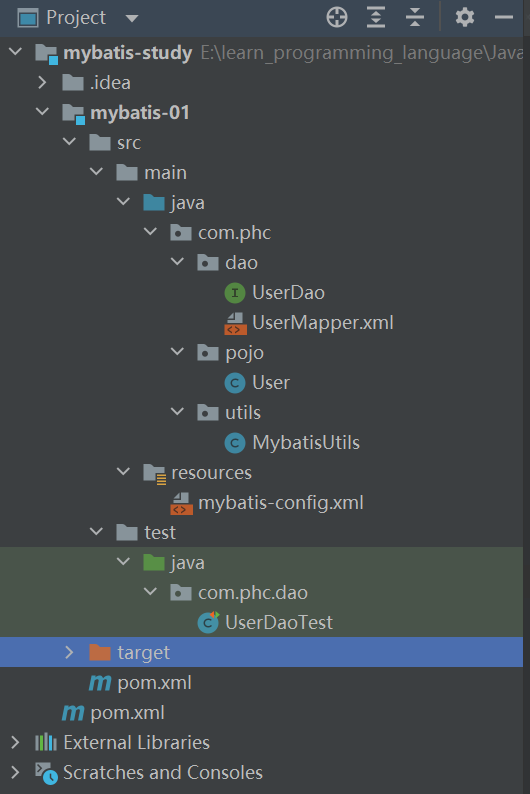 Project
mybatis-study E:\learn_programming_language\Java
.idea
mybatis-01
src
main
java
com.phc
dao
UserDao
UserMapper.xml
pojo
User
utils
MybatisUtils
resources
mybatis-config.xml
test
java
com.phc.dao
UserDaoTest
target
pom.xml
pom.xml
External Libraries
Scratches and Consoles